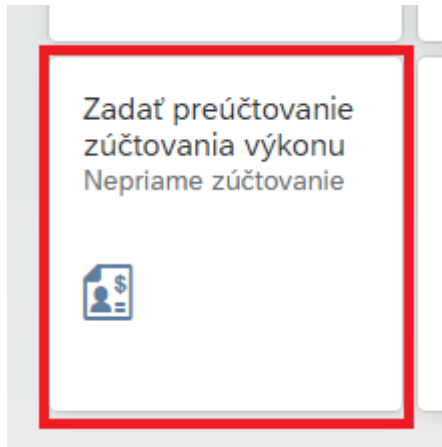 Zadať preúčtovanie
zúčtovania výkonu
Nepriame zúčtovanie
$